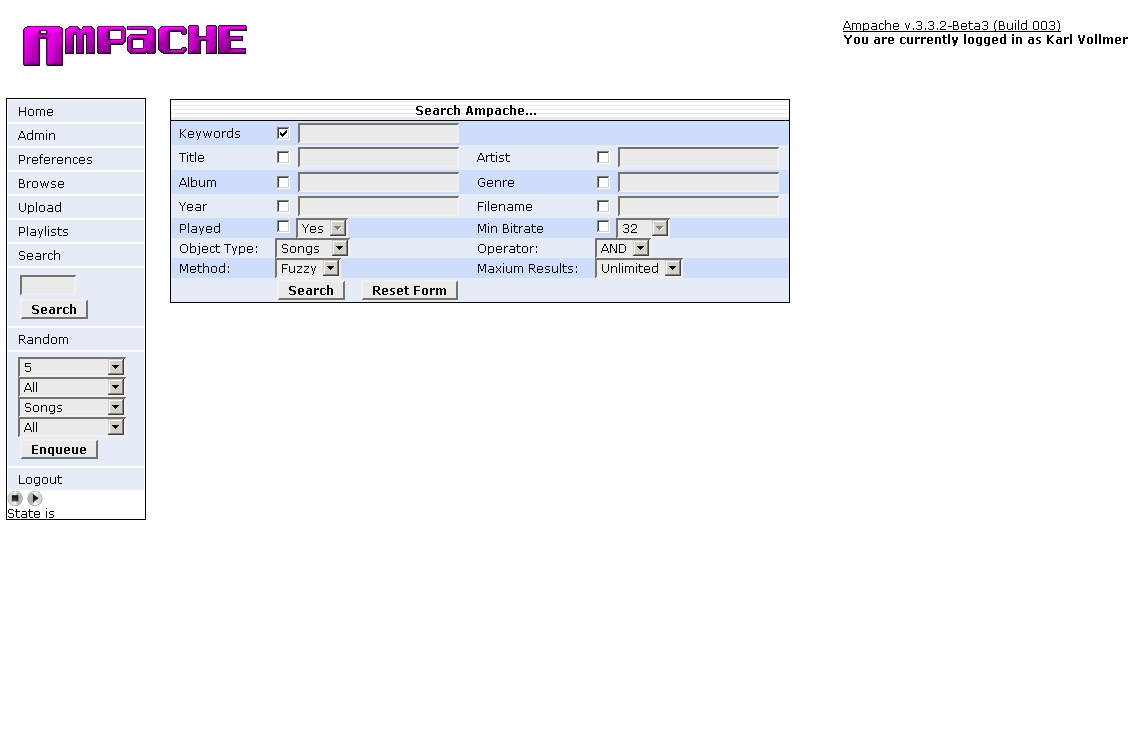 AMPACHE
Ampache v.3.3.2-Beta3 (Build 003)
You are currently logged in as Karl Vollmer
Home
Admin
Preferences
Browse
Upload
Playlists
Search
Search
Random
5
All
Songs
All
Enqueue
Logout
State is
Search Ampache...
Keywords
Title Artist
Album Genre
Year Filename
Played Yes Min Bitrate 32
Object Type: Songs Operator: AND
Method: Fuzzy Maxium Results: Unlimited
Search Reset Form